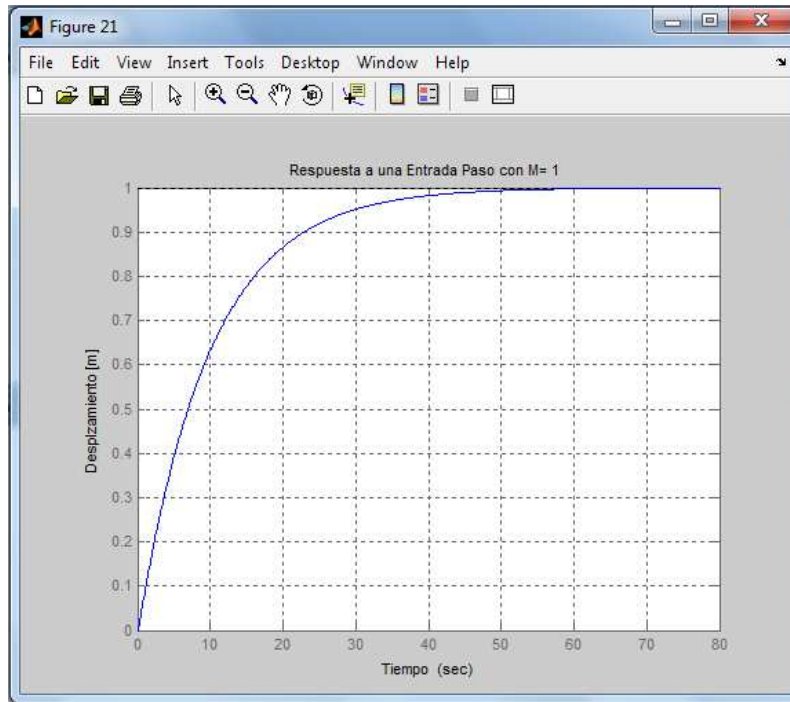 Figure 21
File Edit View Insert Tools Desktop Window Help
Respuesta a una Entrada Paso con M= 1
1
0.9
0.8
0.7
0.6
0.5
0.4
0.3
0.2
0.1
0
Desplzamiento [m]
0 10 20 30 40 50 60 70 80
Tiempo (sec)